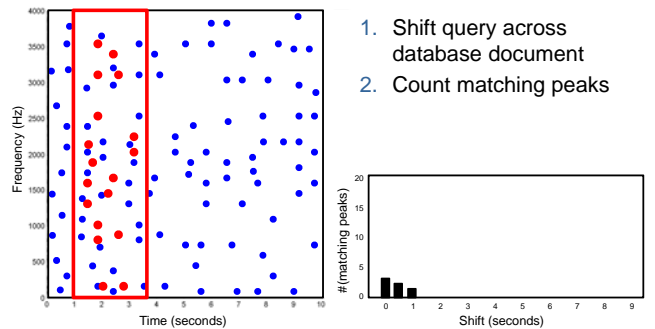 1. Shift query across
database document
2. Count matching peaks
Frequency (Hz)
4000
3500
3000
2500
2000
1500
1000
500
0
0 1 2 3 4 5 6 7 8 9 10
Time (seconds)
#(matching peaks)
20
15
10
5
0
0 1 2 3 4 5 6 7 8 9
Shift (seconds)